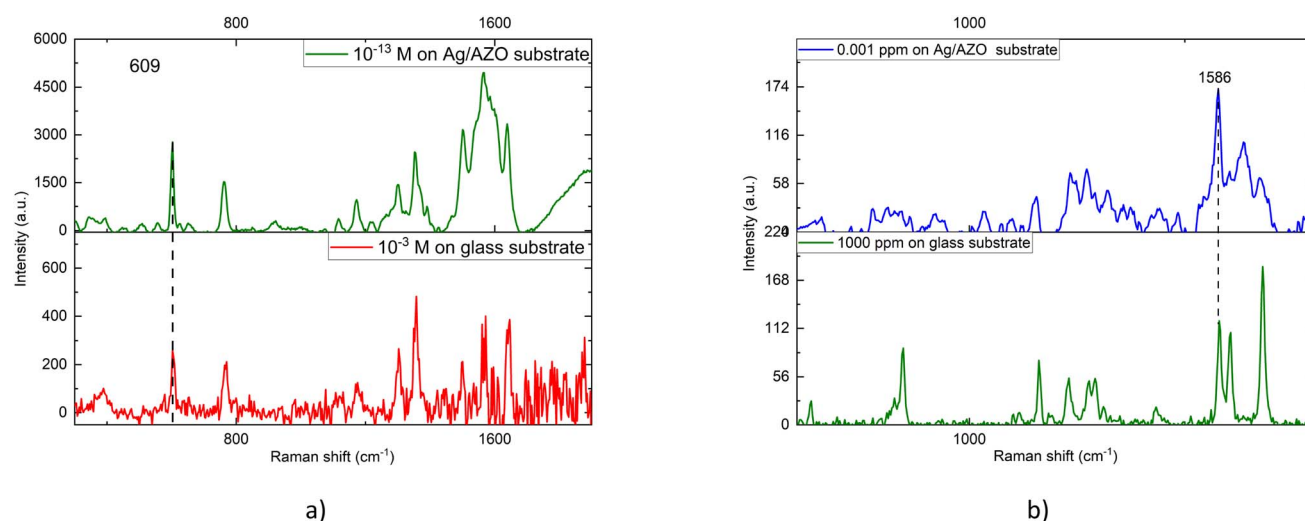 800 1600
6000
10⁻¹³ M on Ag/AZO substrate
609
4500
3000
1500
0
10⁻³ M on glass substrate
600
400
200
0
Intensity (a.u.)
800 1600
Raman shift (cm⁻¹)
a)
1000
0.001 ppm on Ag/AZO substrate
1586
174
116
58
1000 ppm on glass substrate
168
112
56
0
Intensity (a.u.)
1000
Raman shift (cm⁻¹)
b)